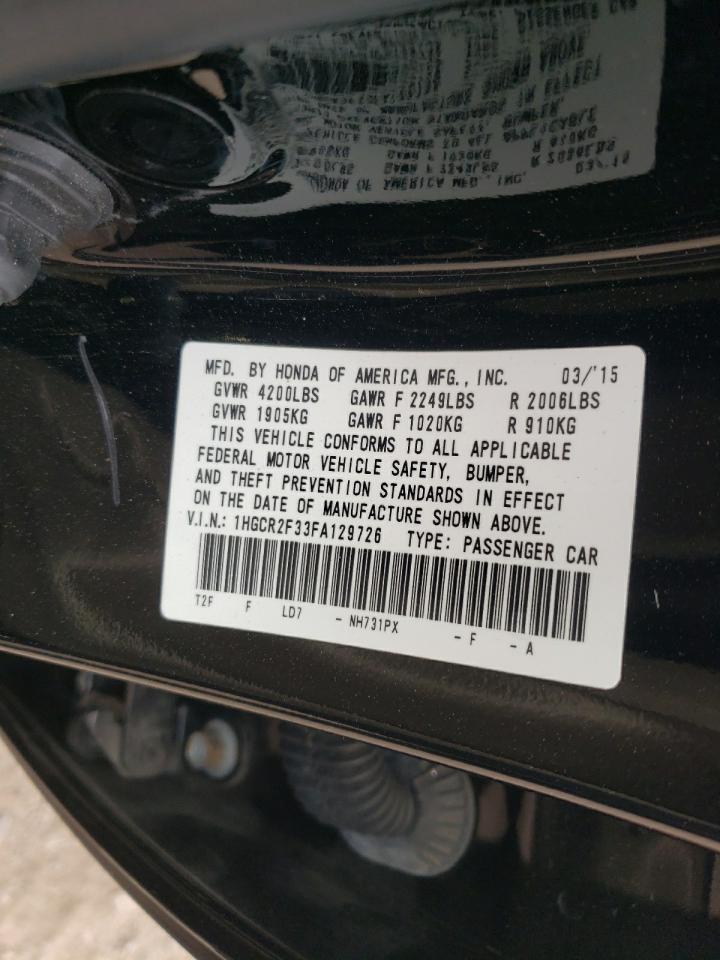 MFD. BY HONDA OF AMERICA MFG., INC. 03/'15
GVWR 4200LBS GAWR F 2249LBS R 2006LBS
GVWR 1905KG GAWR F 1020KG R 910KG
THIS VEHICLE CONFORMS TO ALL APPLICABLE
FEDERAL MOTOR VEHICLE SAFETY, BUMPER,
AND THEFT PREVENTION STANDARDS IN EFFECT
ON THE DATE OF MANUFACTURE SHOWN ABOVE.
V.I.N.: 1HGCR2F33FA129726 TYPE: PASSENGER CAR
T2F F LD7 - NH731PX - F - A